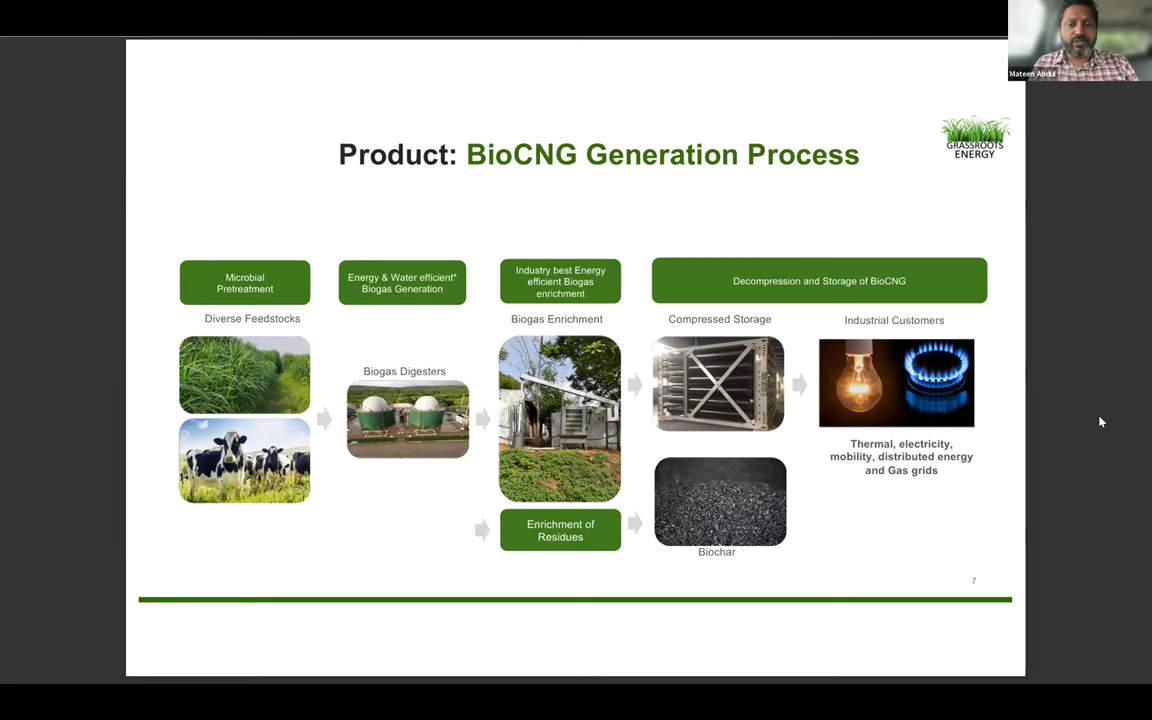 Mateen Abdul
GRASSROOTS
ENERGY
Product: BioCNG Generation Process
Microbial
Pretreatment
Energy & Water efficient*
Biogas Generation
Industry best Energy
efficient Biogas
enrichment
Decompression and Storage of BioCNG
Diverse Feedstocks
Biogas Enrichment
Compressed Storage
Industrial Customers
Biogas Digesters
Thermal, electricity,
mobility, distributed energy
and Gas grids
Enrichment of
Residues
Biochar
7